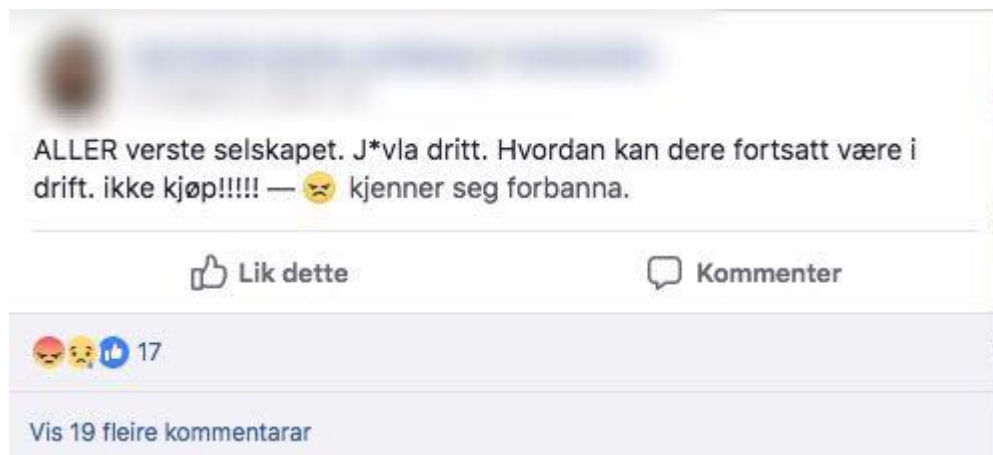 ALLER verste selskapet. J*vla dritt. Hvordan kan dere fortsatt være i
drift. ikke kjøp!!!!! — 😠 kjenner seg forbanna.
Lik dette
Kommenter
17
Vis 19 fleire kommentarar